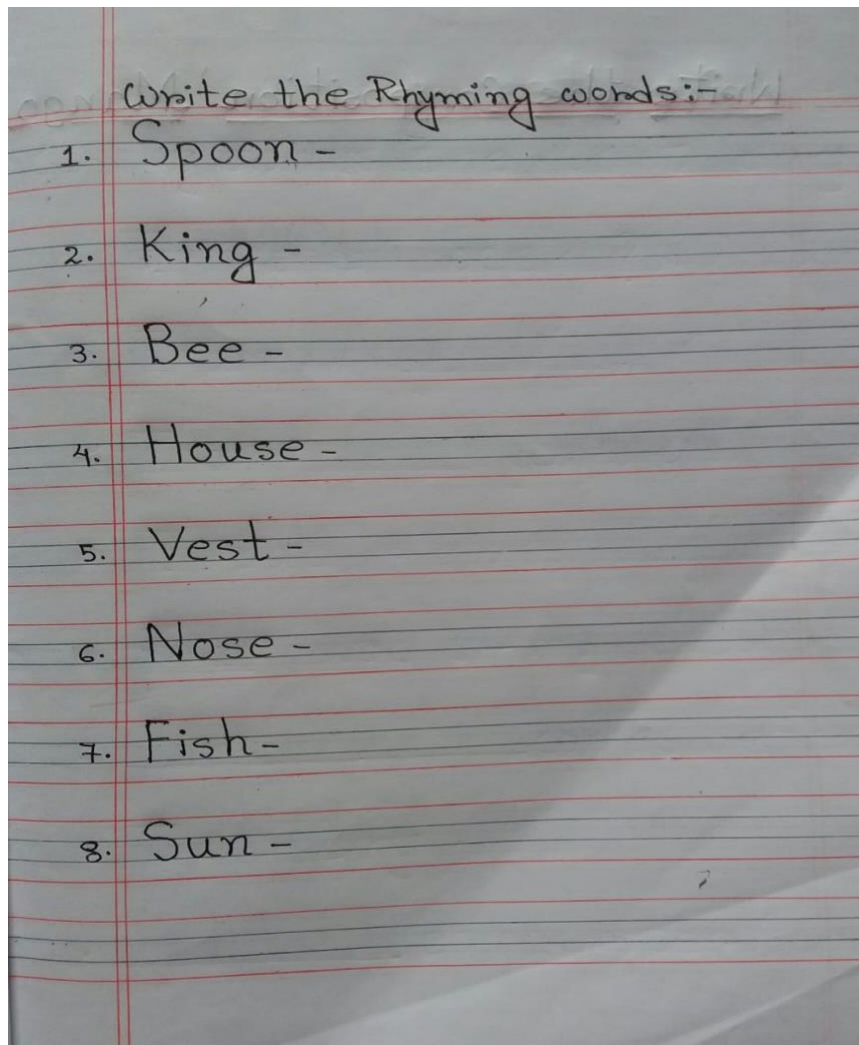 Write the Rhyming words:-
1. Spoon -
2. King -
3. Bee -
4. House -
5. Vest -
6. Nose -
7. Fish -
8. Sun -